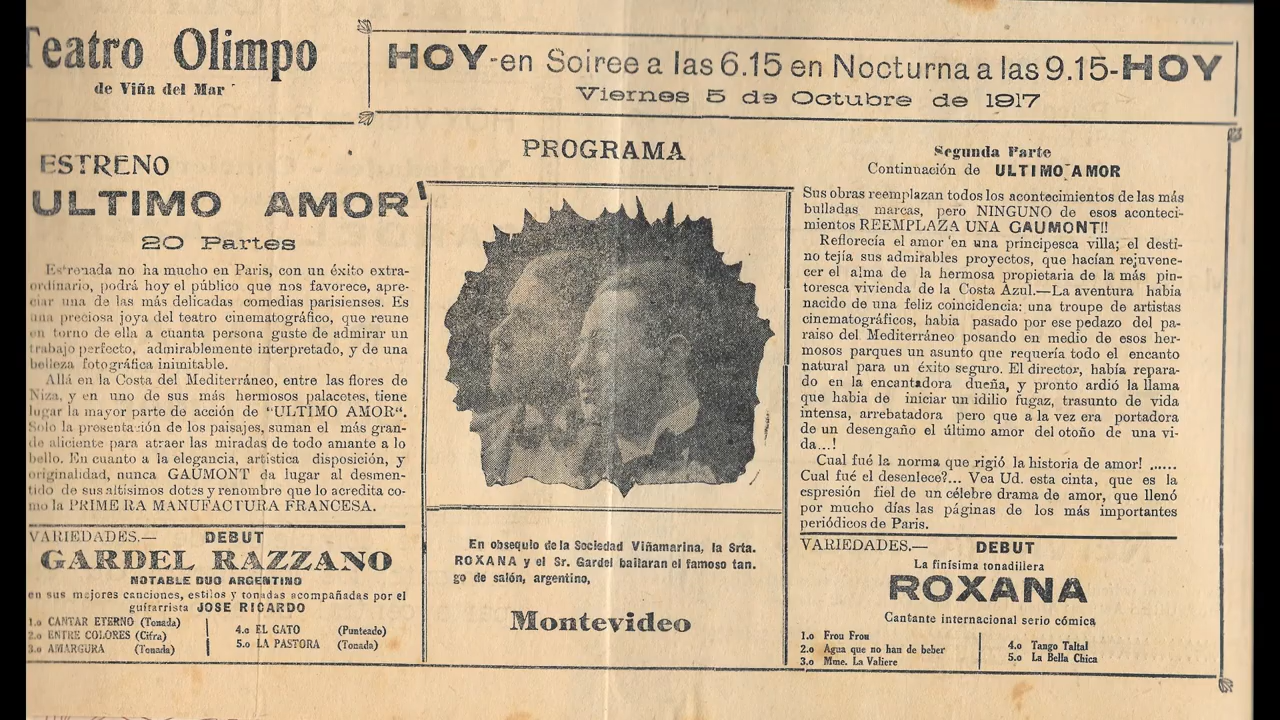 Teatro Olimpo
de Viña del Mar
HOY-en Soiree a las 6.15 en Nocturna a las 9.15-HOY
Viernes 5 de Octubre de 1917
ESTRENO
ULTIMO AMOR
20 Partes
Estrenada no ha mucho en Paris, con un éxito extra-
ordinario, podrá hoy el público que nos favorece, apre-
ciar una de las más delicadas comedias parisienses. Es
una preciosa joya del teatro cinematográfico, que reune
en torno de ella a cuanta persona guste de admirar un
trabajo perfecto, admirablemente interpretado, y de una
belleza fotográfica inimitable.
Allá en la Costa del Mediterráneo, entre las flores de
Niza, y en uno de sus más hermosos palacetes, tiene
lugar la mayor parte de acción de "ULTIMO AMOR".
Solo la presentación de los paisajes, suman el más gran-
de aliciente para atraer las miradas de todo amante a lo
bello. En cuanto a la elegancia, artistica disposición, y
originalidad, nunca GAUMONT da lugar al desmen-
tido de sus altisimos dotes y renombre que lo acredita co-
mo la PRIMERA MANUFACTURA FRANCESA.
VARIEDADES.— DEBUT
GARDEL RAZZANO
NOTABLE DUO ARGENTINO
en sus mejores canciones, estilos y tonadas acompañadas por el
guitarrista JOSE RICARDO
1.o CANTAR ETERNO (Tonada)
2.o ENTRE COLORES (Cifra)
3.o AMARGURA (Tonada)
4.o EL GATO (Punteado)
5.o LA PASTORA (Tonada)
PROGRAMA
En obsequio de la Sociedad Viñamarina, la Srta.
ROXANA y el Sr. Gardel bailaran el famoso tan.
go de salón, argentino,
Montevideo
Segunda Parte
Continuación de ULTIMO AMOR
Sus obras reemplazan todos los acontecimientos de las más
bulladas marcas, pero NINGUNO de esos aconteci-
mientos REEMPLAZA UNA GAUMONT!!
Reflorecía el amor en una principesca villa; el desti-
no tejía sus admirables proyectos, que hacían rejuvene-
cer el alma de la hermosa propietaria de la más pin-
toresca vivienda de la Costa Azul.—La aventura habia
nacido de una feliz coincidencia: una troupe de artistas
cinematográficos, habia pasado por ese pedazo del pa-
raiso del Mediterráneo posando en medio de esos her-
mosos parques un asunto que requería todo el encanto
natural para un éxito seguro. El director, había repara-
do en la encantadora dueña, y pronto ardió la llama
que habia de iniciar un idilio fugaz, trasunto de vida
intensa, arrebatadora pero que a la vez era portadora
de un desengaño el último amor del otoño de una vi-
da...!
Cual fué la norma que rigió la historia de amor! ......
Cual fué el desenlece?... Vea Ud. esta cinta, que es la
espresión fiel de un célebre drama de amor, que llenó
por mucho días las páginas de los más importantes
periódicos de Paris.
VARIEDADES.— DEBUT
La finísima tonadillera
ROXANA
Cantante internacional serio cómica
1.o Frou Frou
2.o Agua que no han de beber
3.o Mme. La Valiere
4.o Tango Taltal
5.o La Bella Chica